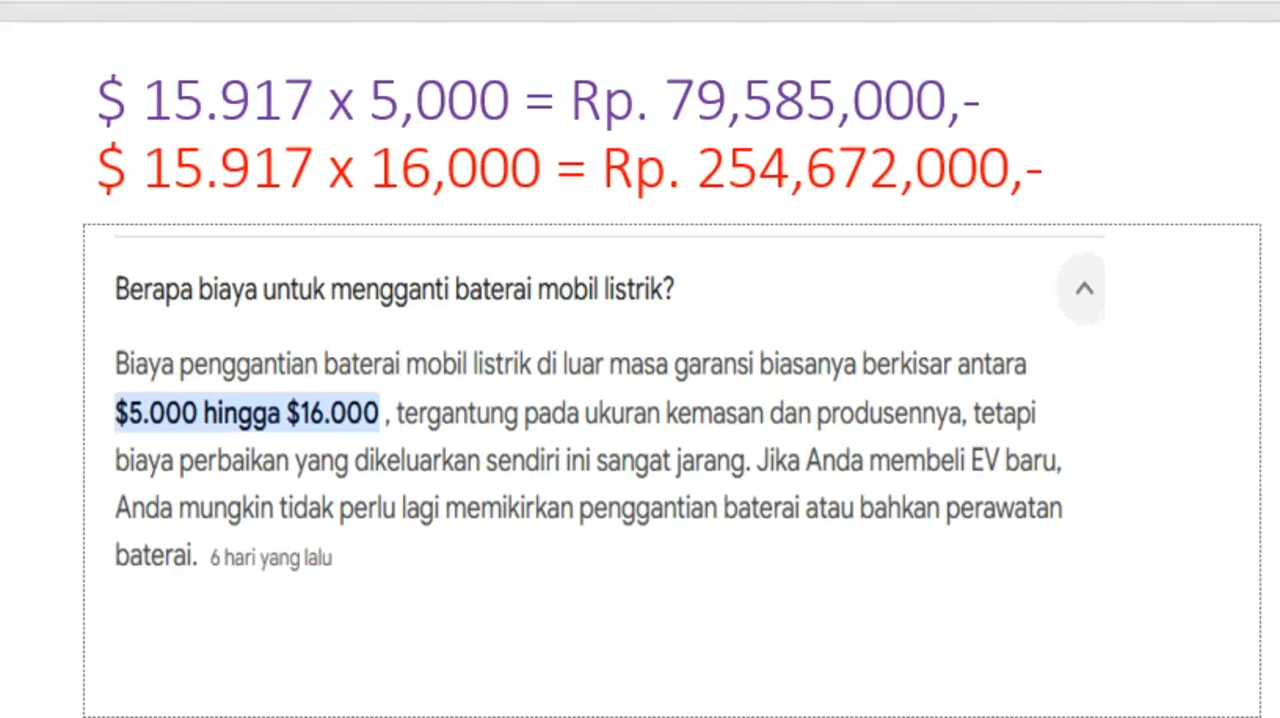 $ 15.917 x 5,000 = Rp. 79,585,000,-
$ 15.917 x 16,000 = Rp. 254,672,000,-
Berapa biaya untuk mengganti baterai mobil listrik?
Biaya penggantian baterai mobil listrik di luar masa garansi biasanya berkisar antara
$5.000 hingga $16.000 , tergantung pada ukuran kemasan dan produsennya, tetapi
biaya perbaikan yang dikeluarkan sendiri ini sangat jarang. Jika Anda membeli EV baru,
Anda mungkin tidak perlu lagi memikirkan penggantian baterai atau bahkan perawatan
baterai. 6 hari yang lalu